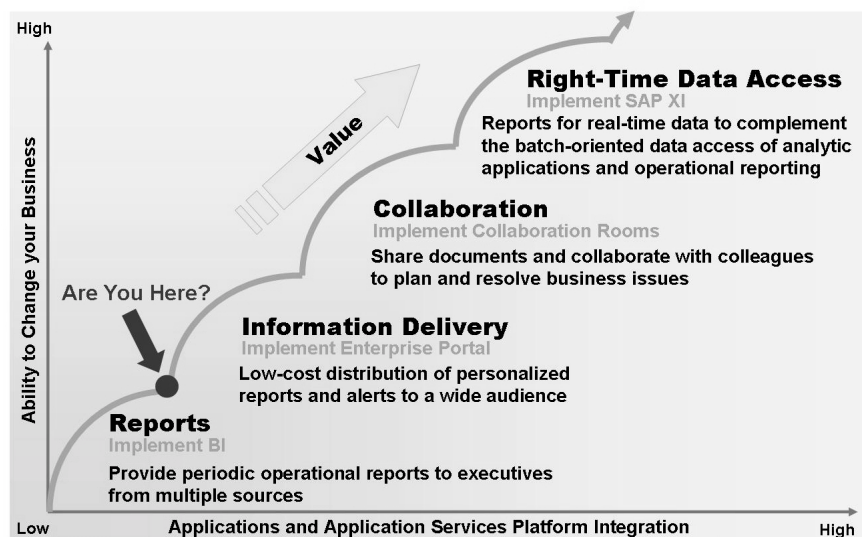 High
Right-Time Data Access
Implement SAP XI
Reports for real-time data to complement
the batch-oriented data access of analytic
applications and operational reporting
Value
Collaboration
Implement Collaboration Rooms
Share documents and collaborate with colleagues
to plan and resolve business issues
Are You Here?
Information Delivery
Implement Enterprise Portal
Low-cost distribution of personalized
reports and alerts to a wide audience
Reports
Implement BI
Provide periodic operational reports to executives
from multiple sources
Ability to Change your Business
Low
Applications and Application Services Platform Integration
High